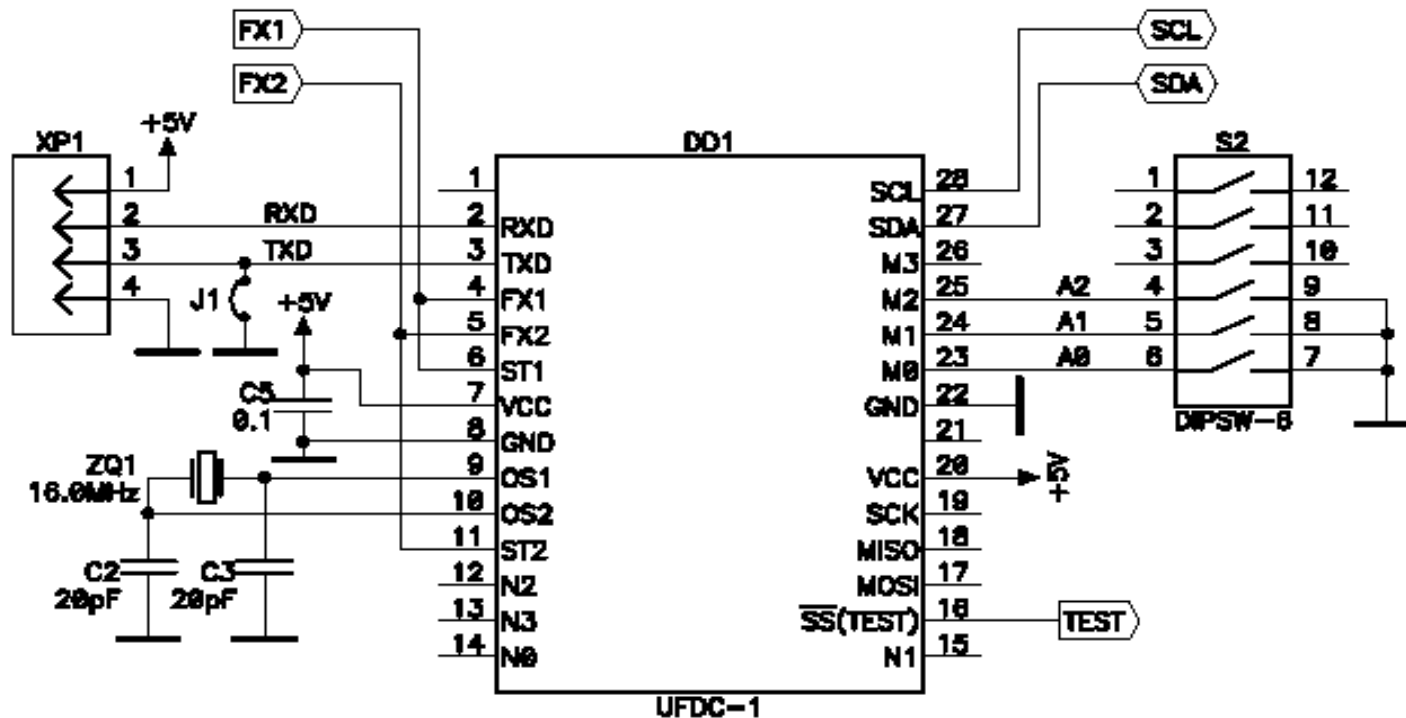 FX1
SCL
FX2
SDA
XP1
+5V
DD1
S2
1
2
3
4
RXD
TXD
J1
+5V
C5
0.1
ZQ1
16.0MHz
C2
20pF
C3
20pF
1
2 RXD
3 TXD
4 FX1
5 FX2
6 ST1
7 VCC
8 GND
9 OS1
10 OS2
11 ST2
12 N2
13 N3
14 N0
SCL 28
SDA 27
M3 26
M2 25
M1 24
M0 23
GND 22
21
VCC 20
SCK 19
MISO 18
MOSI 17
SS(TEST) 16
N1 15
A2
A1
A0
+5V
TEST
1 12
2 11
3 10
4 9
5 8
6 7
DIPSW-6
UFDC-1